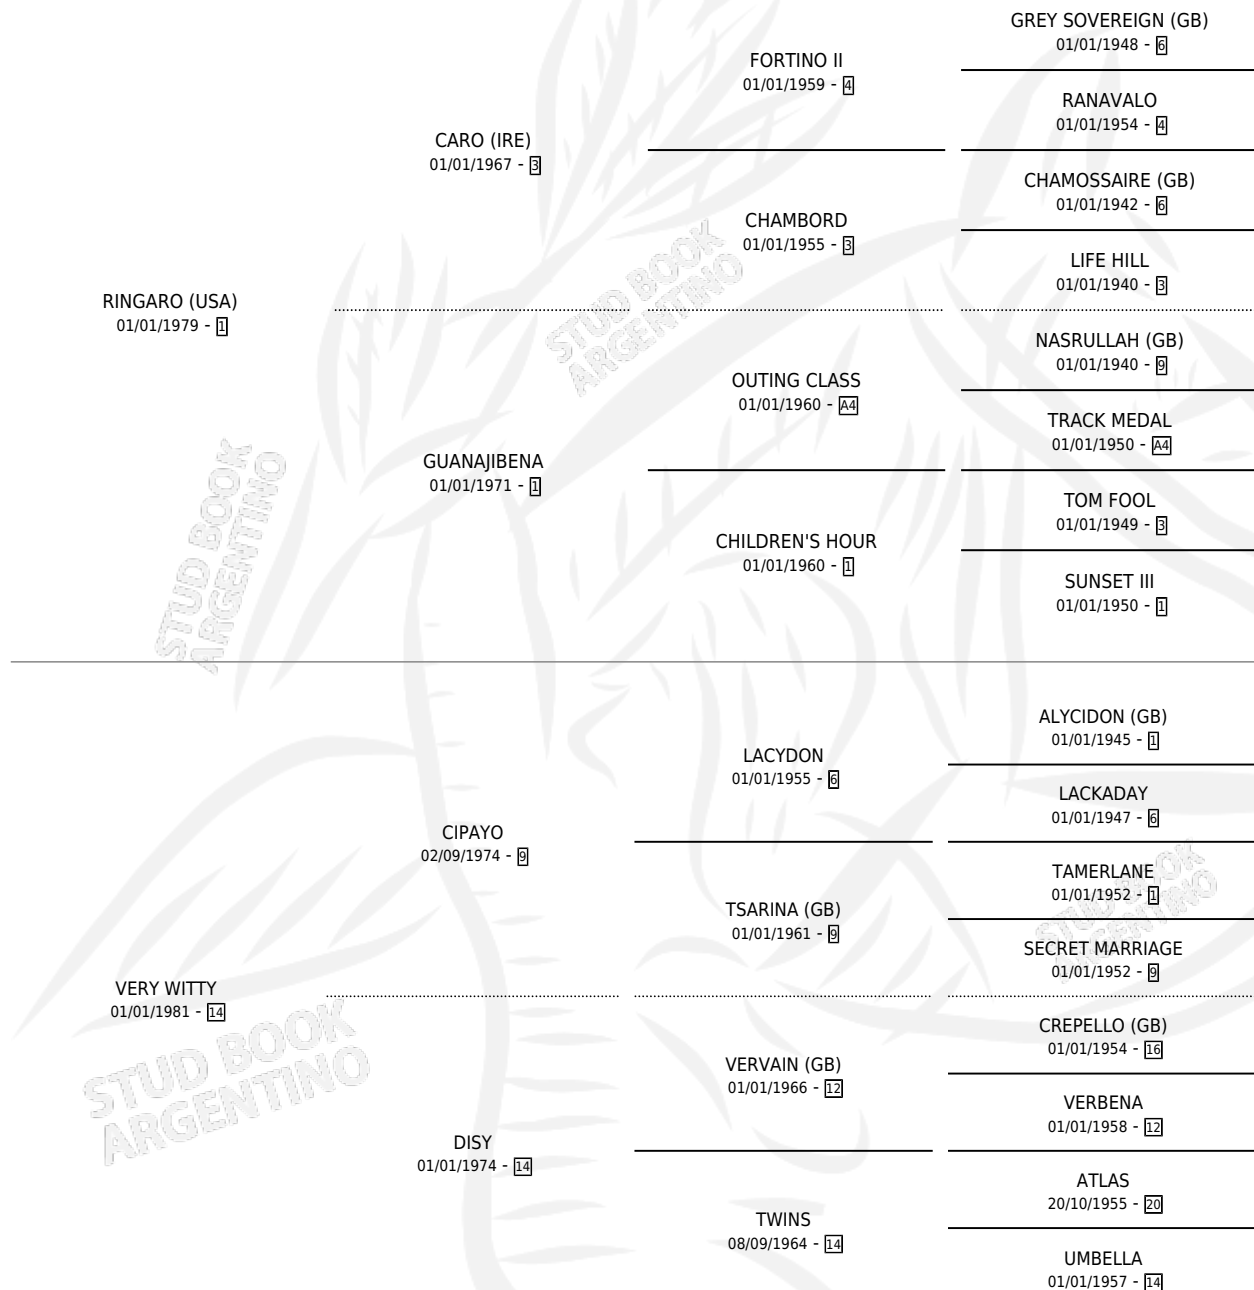 GREY SOVEREIGN (GB)
01/01/1948 - 6
FORTINO II
01/01/1959 - 4
RANAVALO
01/01/1954 - 4
CARO (IRE)
01/01/1967 - 3
CHAMOSSAIRE (GB)
01/01/1942 - 6
CHAMBORD
01/01/1955 - 3
LIFE HILL
01/01/1940 - 3
RINGARO (USA)
01/01/1979 - 1
STUD BOOK
ARGENTINO
NASRULLAH (GB)
01/01/1940 - 9
OUTING CLASS
01/01/1960 - A4
TRACK MEDAL
01/01/1950 - A4
GUANAJIBENA
01/01/1971 - 1
TOM FOOL
01/01/1949 - 3
CHILDREN'S HOUR
01/01/1960 - 1
SUNSET III
01/01/1950 - 1
STUD BOOK
ARGENTINO
ALYCIDON (GB)
01/01/1945 - 1
LACYDON
01/01/1955 - 6
LACKADAY
01/01/1947 - 6
CIPAYO
02/09/1974 - 9
TAMERLANE
01/01/1952 - 1
TSARINA (GB)
01/01/1961 - 9
SECRET MARRIAGE
01/01/1952 - 9
STUD BOOK
ARGENTINO
VERY WITTY
01/01/1981 - 14
CREPELLO (GB)
01/01/1954 - 16
VERVAIN (GB)
01/01/1966 - 12
VERBENA
01/01/1958 - 12
STUD BOOK
ARGENTINO
DISY
01/01/1974 - 14
ATLAS
20/10/1955 - 20
TWINS
08/09/1964 - 14
UMBELLA
01/01/1957 - 14